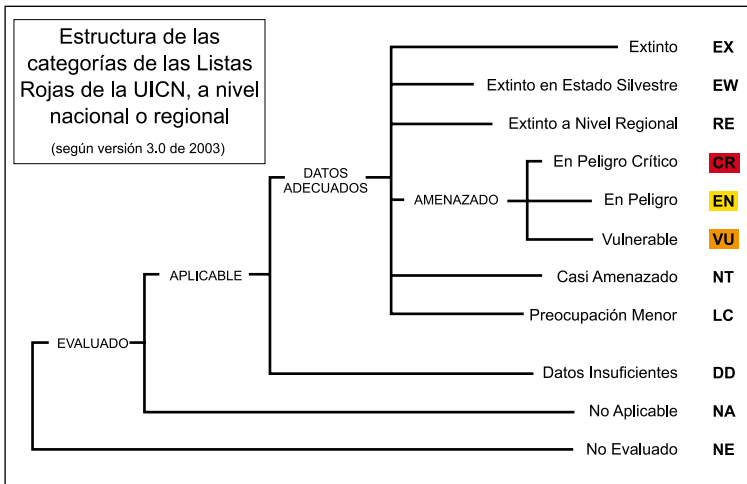 Estructura de las
categorías de las Listas
Rojas de la UICN, a nivel
nacional o regional
(según versión 3.0 de 2003)
Extinto EX
Extinto en Estado Silvestre EW
Extinto a Nivel Regional RE
DATOS
ADECUADOS
En Peligro Crítico CR
AMENAZADO
En Peligro EN
Vulnerable VU
APLICABLE
Casi Amenazado NT
Preocupación Menor LC
EVALUADO
Datos Insuficientes DD
No Aplicable NA
No Evaluado NE